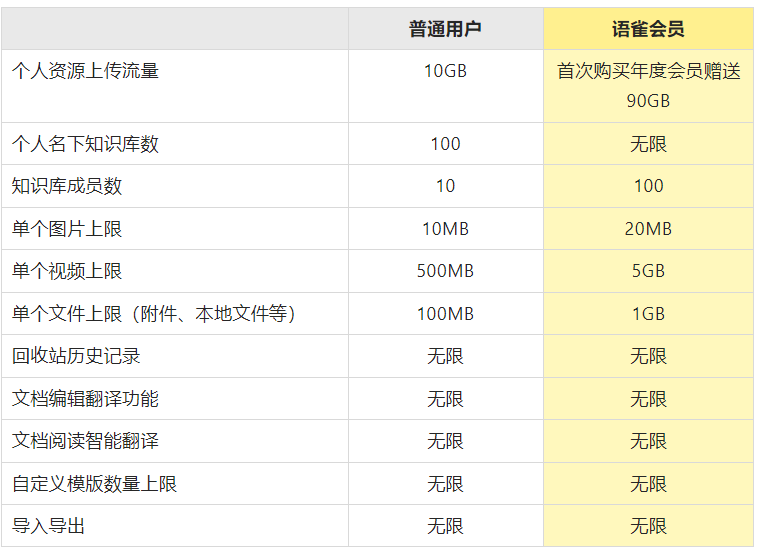 普通用户 语雀会员
个人资源上传流量 10GB 首次购买年度会员赠送
90GB
个人名下知识库数 100 无限
知识库成员数 10 100
单个图片上限 10MB 20MB
单个视频上限 500MB 5GB
单个文件上限（附件、本地文件等） 100MB 1GB
回收站历史记录 无限 无限
文档编辑翻译功能 无限 无限
文档阅读智能翻译 无限 无限
自定义模版数量上限 无限 无限
导入导出 无限 无限